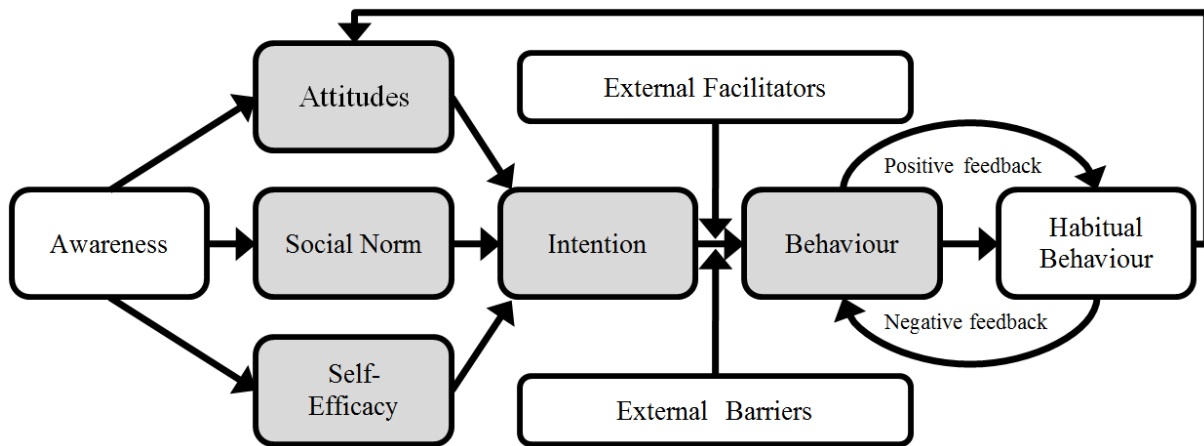 Attitudes
External Facilitators
Positive feedback
Awareness
Social Norm
Intention
Behaviour
Habitual
Behaviour
Negative feedback
Self-
Efficacy
External Barriers